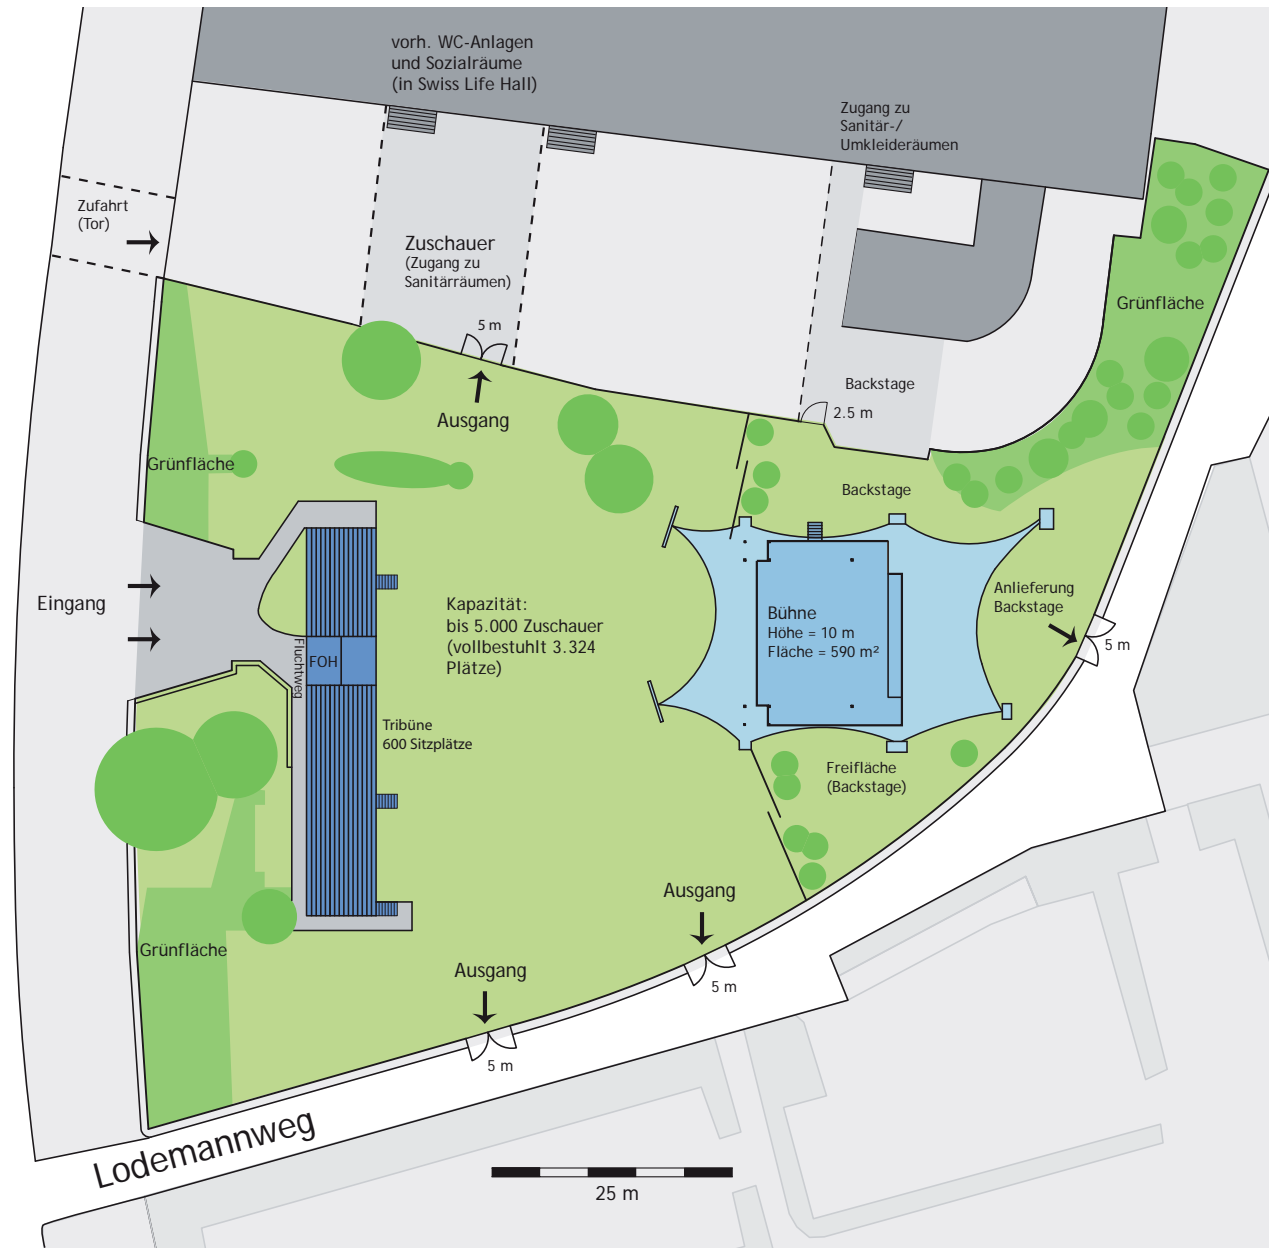 vorh. WC-Anlagen
und Sozialräume
(in Swiss Life Hall)
Zugang zu
Sanitär-/
Umkleideräumen
Zufahrt
(Tor)
Zuschauer
(Zugang zu
Sanitärräumen)
Grünfläche
5 m
Backstage
2.5 m
Ausgang
Grünfläche
Backstage
Eingang
Kapazität:
bis 5.000 Zuschauer
(vollbestuhlt 3.324
Plätze)
Anlieferung
Backstage
Bühne
Höhe = 10 m
Fläche = 590 m²
5 m
Fluchtweg
FOH
Tribüne
600 Sitzplätze
Freifläche
(Backstage)
Ausgang
Grünfläche
Ausgang
5 m
5 m
Lodemannweg
25 m